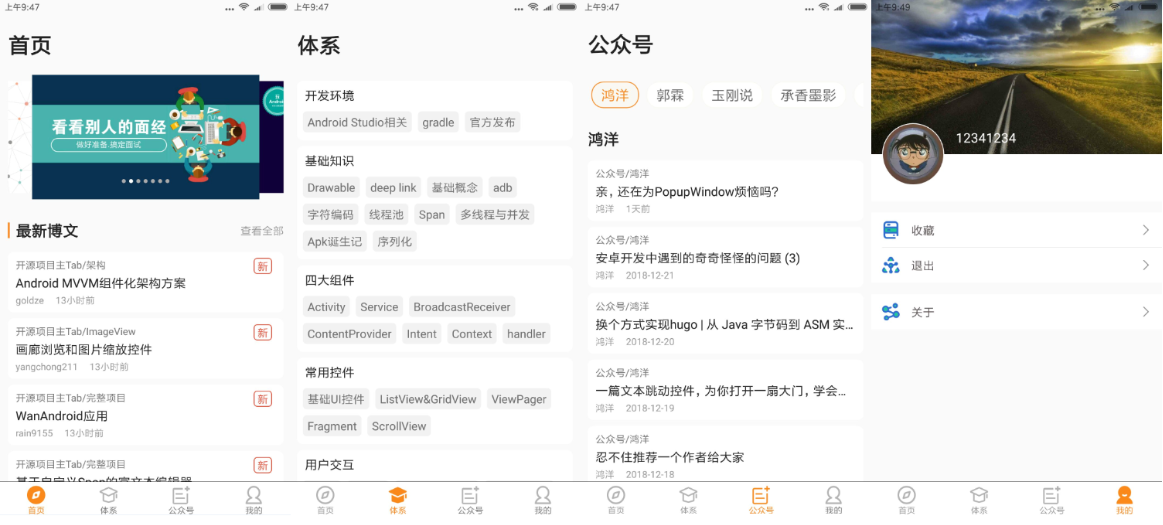 上午9:47
首页
看看别人的面经
做好准备 搞定面试
最新博文
查看全部
开源项目主Tab/架构
新
Android MVVM组件化架构方案
goldze 13小时前
开源项目主Tab/ImageView
新
画廊浏览和图片缩放控件
yangchong211 13小时前
开源项目主Tab/完整项目
新
WanAndroid应用
rain9155 13小时前
开源项目主Tab/完整项目
新
首页 体系 公众号 我的
上午9:47
体系
开发环境
Android Studio相关 gradle 官方发布
基础知识
Drawable deep link 基础概念 adb
字符编码 线程池 Span 多线程与并发
Apk诞生记 序列化
四大组件
Activity Service BroadcastReceiver
ContentProvider Intent Context handler
常用控件
基础UI控件 ListView&GridView ViewPager
Fragment ScrollView
用户交互
首页 体系 公众号 我的
上午9:47
公众号
鸿洋 郭霖 玉刚说 承香墨影
鸿洋
公众号/鸿洋
亲，还在为PopupWindow烦恼吗?
鸿洋 1天前
公众号/鸿洋
安卓开发中遇到的奇奇怪怪的问题 (3)
鸿洋 2018-12-21
公众号/鸿洋
换个方式实现hugo | 从 Java 字节码到 ASM 实...
鸿洋 2018-12-20
公众号/鸿洋
一篇文本跳动控件，为你打开一扇大门，学会...
鸿洋 2018-12-19
公众号/鸿洋
忍不住推荐一个作者给大家
鸿洋 2018-12-18
首页 体系 公众号 我的
上午9:49
12341234
收藏
退出
关于
首页 体系 公众号 我的